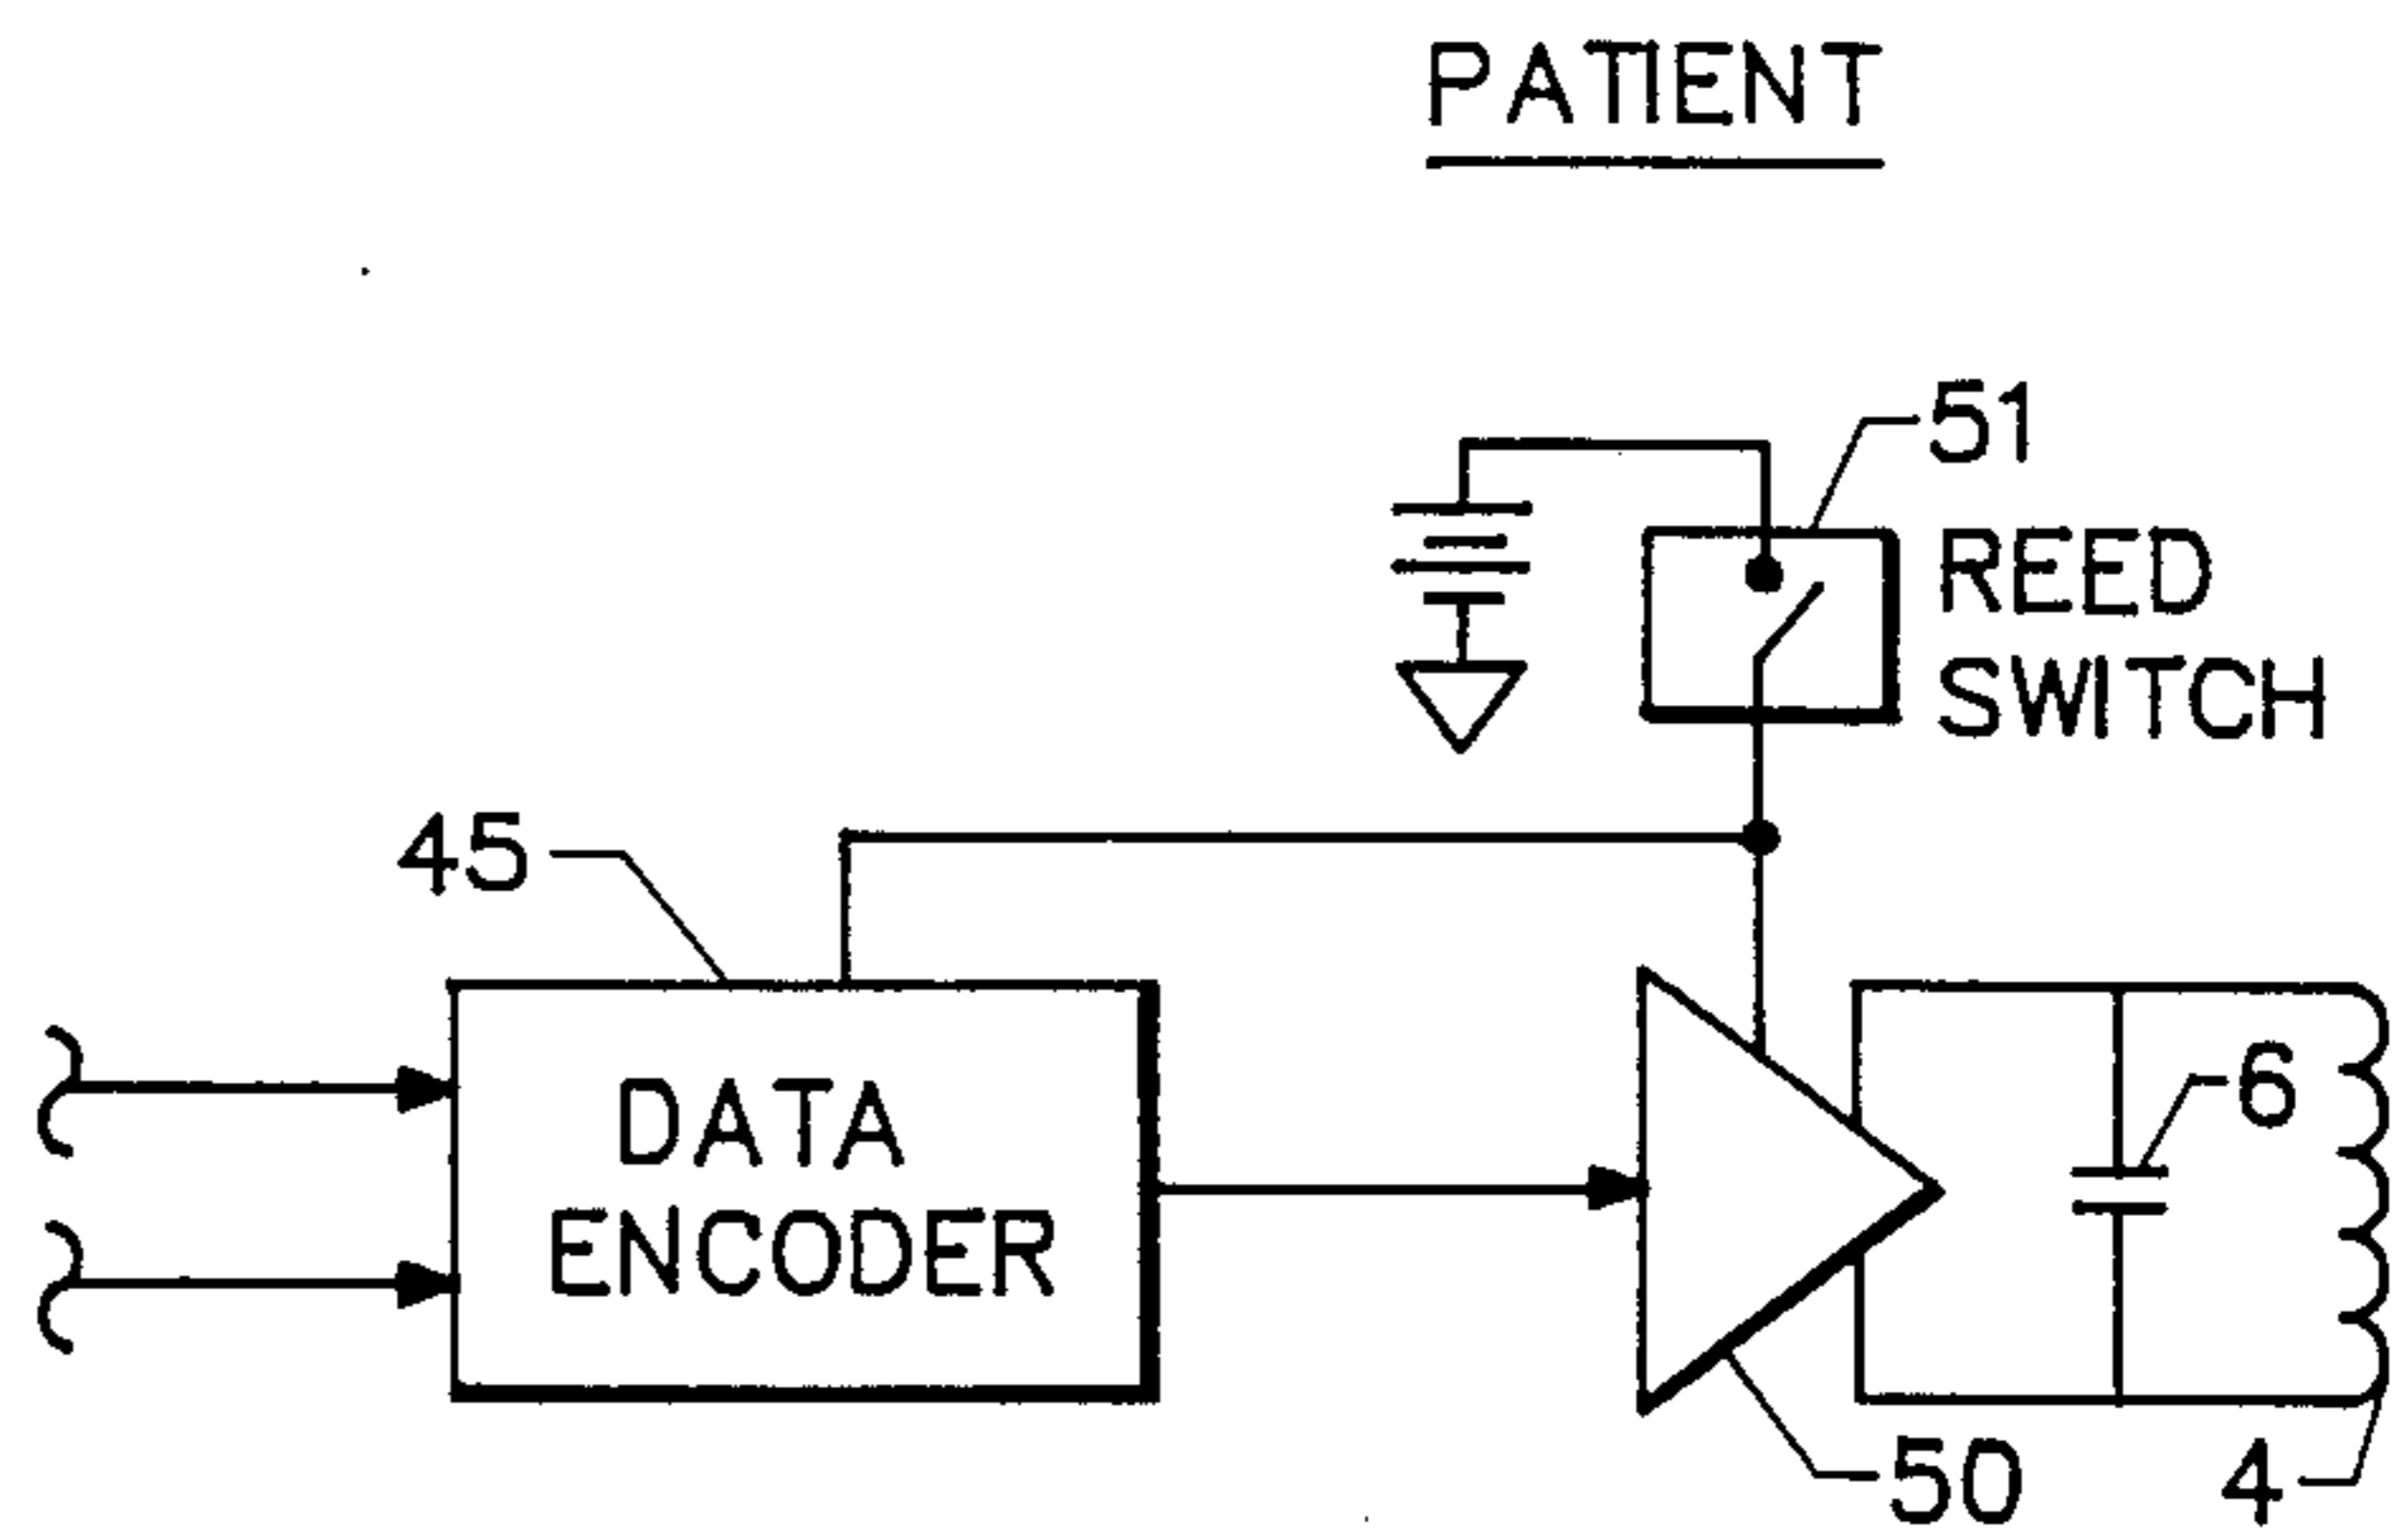 PATIENT
51
REED
SWITCH
45
DATA
ENCODER
6
50
4